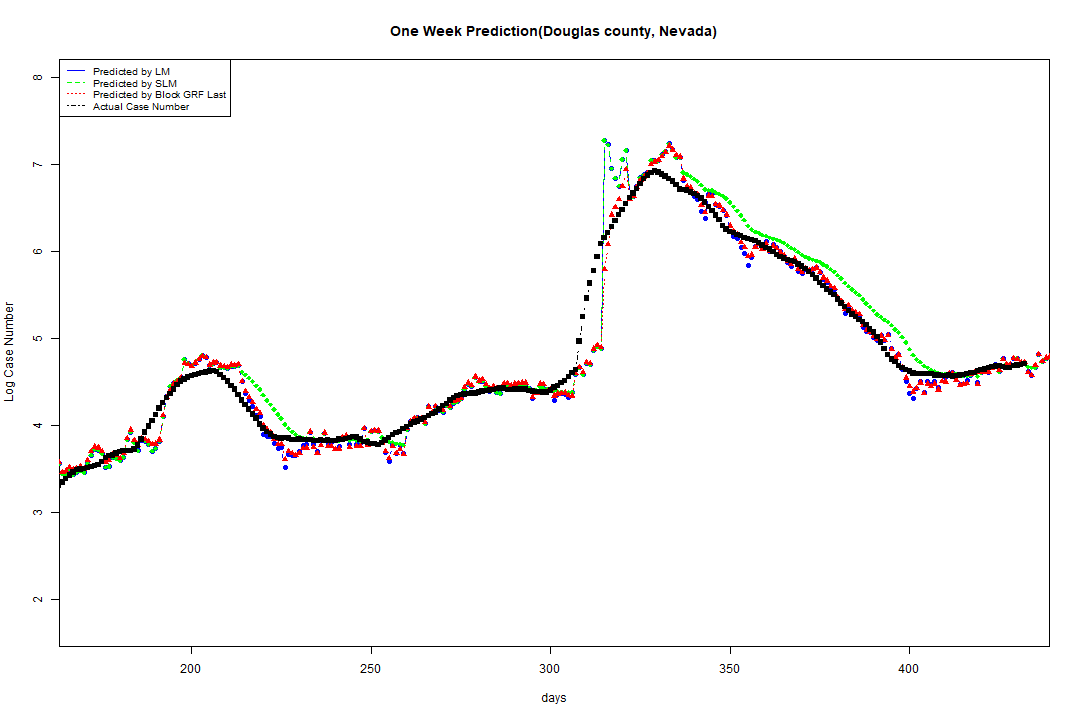 One Week Prediction(Douglas county, Nevada)
Predicted by LM
Predicted by SLM
Predicted by Block GRF Last
Actual Case Number
8
7
6
5
4
3
2
Log Case Number
200 250 300 350 400
days